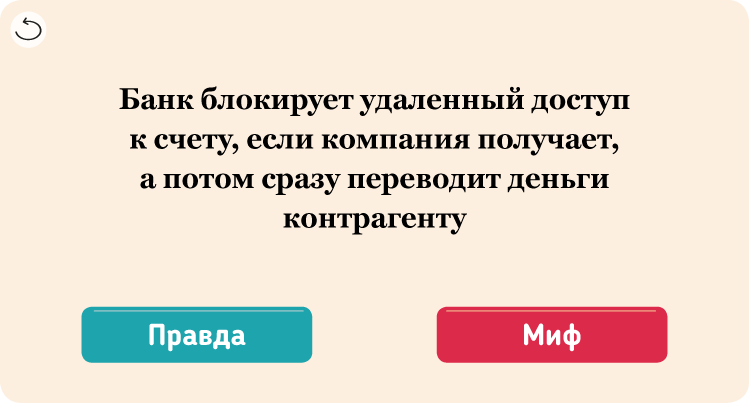 Банк блокирует удаленный доступ
к счету, если компания получает,
а потом сразу переводит деньги
контрагенту
Правда
Миф